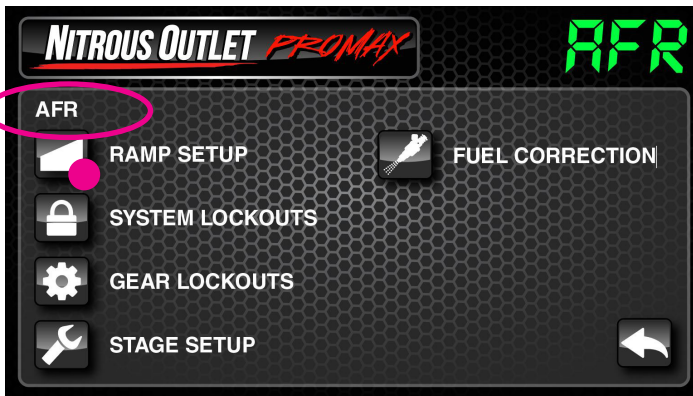 NITROUS OUTLET PROMAX
AFR
AFR
RAMP SETUP
FUEL CORRECTION
SYSTEM LOCKOUTS
GEAR LOCKOUTS
STAGE SETUP